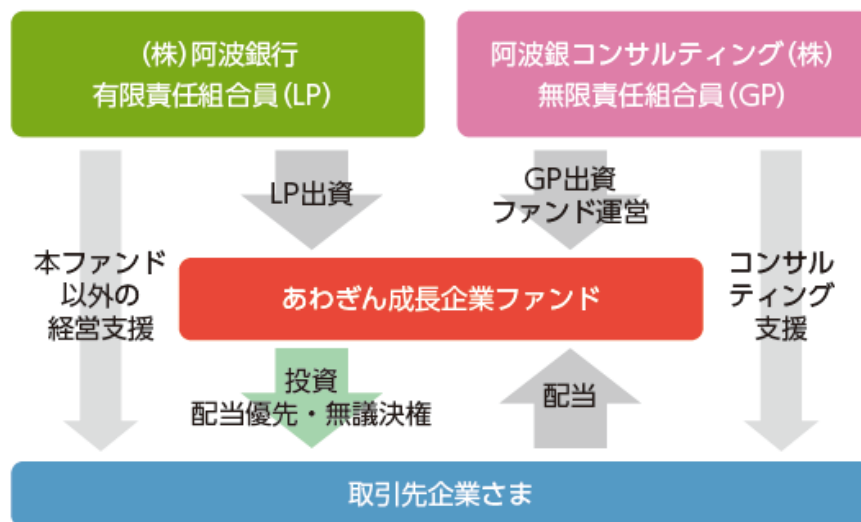 (株)阿波銀行
有限責任組合員(LP)
阿波銀コンサルティング(株)
無限責任組合員(GP)
LP出資
GP出資
ファンド運営
本ファンド
以外の
経営支援
あわぎん成長企業ファンド
コンサル
ティング
支援
投資
配当優先・無議決権
配当
取引先企業さま